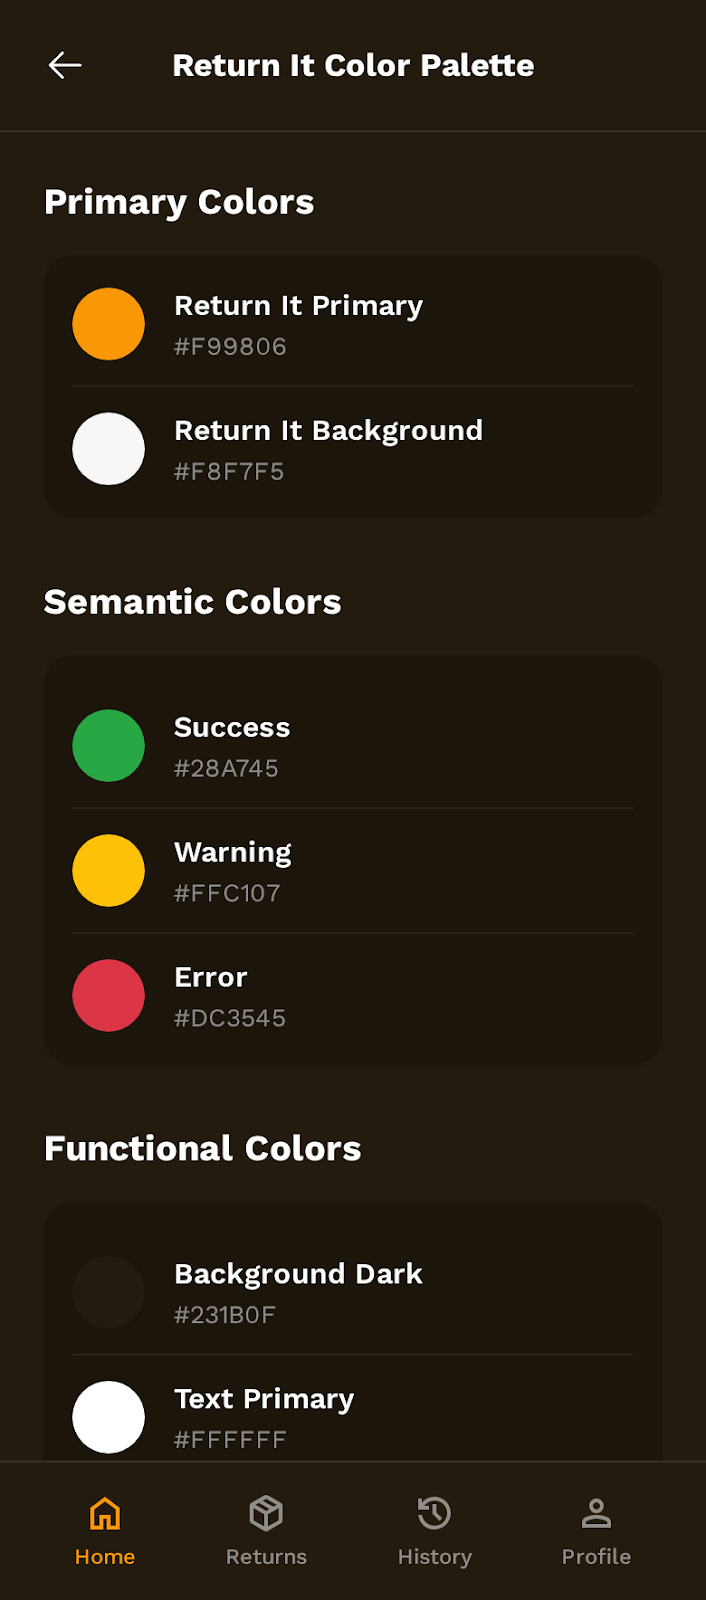 Return It Color Palette
Primary Colors
Return It Primary
#F99806
Return It Background
#F8F7F5
Semantic Colors
Success
#28A745
Warning
#FFC107
Error
#DC3545
Functional Colors
Background Dark
#231B0F
Text Primary
#FFFFFF
Home
Returns
History
Profile